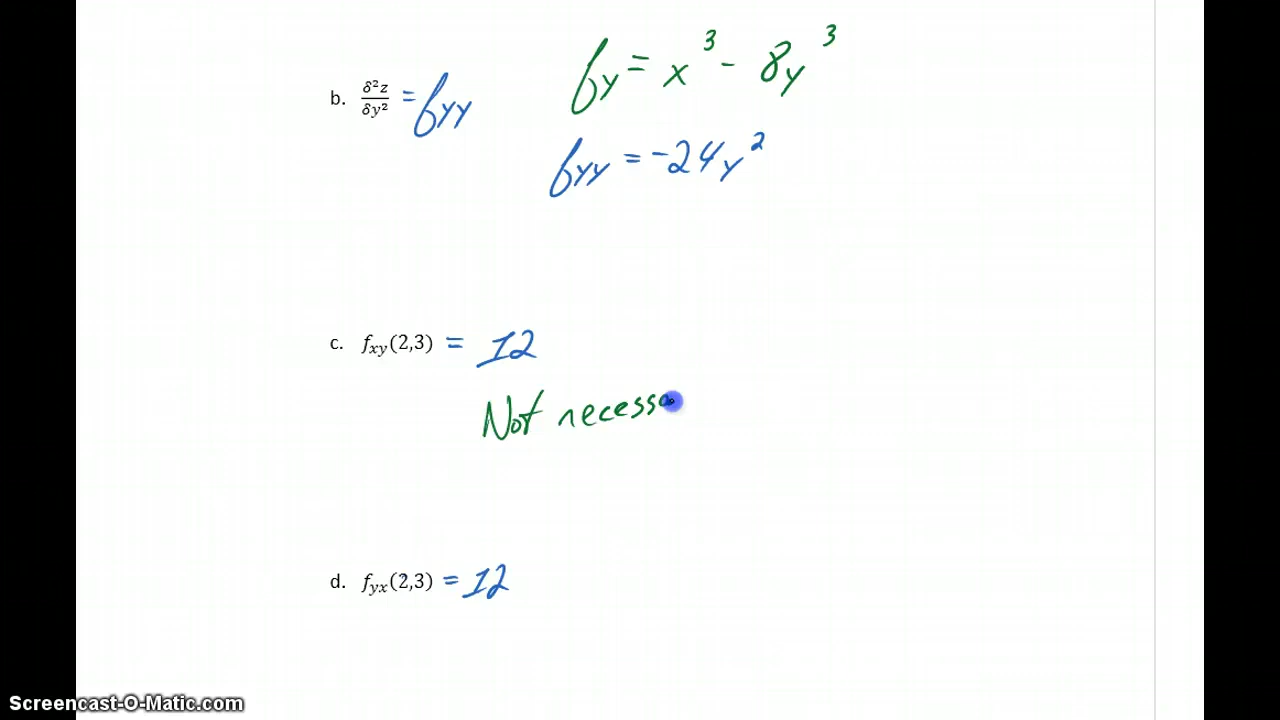 fy = x³ - 8y³
b. δ²z/δy² = fyy
fyy = -24y²
c. fxy(2,3) = 12
Not necessa
d. fyx(2,3) = 12
Screencast-O-Matic.com